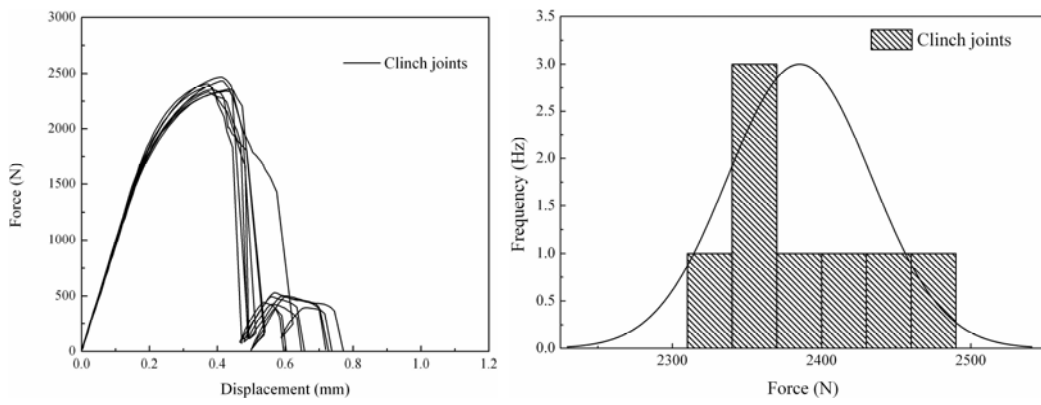 3000
2500
2000
1500
1000
500
0
0.0 0.2 0.4 0.6 0.8 1.0 1.2
Force (N)
Displacement (mm)
Clinch joints
3.5
3.0
2.5
2.0
1.5
1.0
0.5
0.0
2300 2400 2500
Frequency (Hz)
Force (N)
Clinch joints